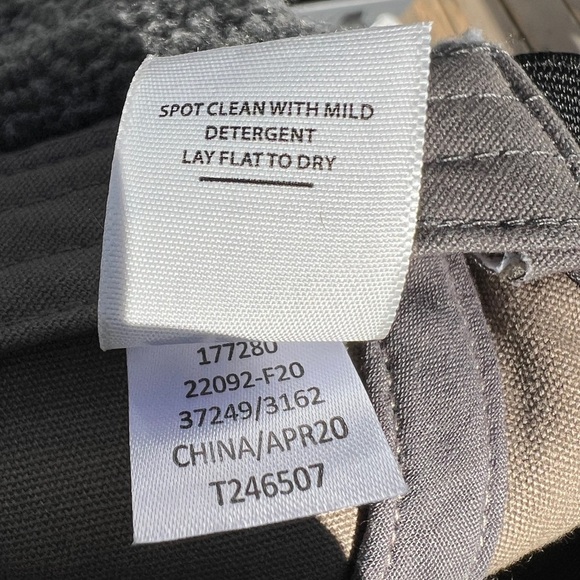 SPOT CLEAN WITH MILD
DETERGENT
LAY FLAT TO DRY
177280
22092-F20
37249/3162
CHINA/APR20
T246507